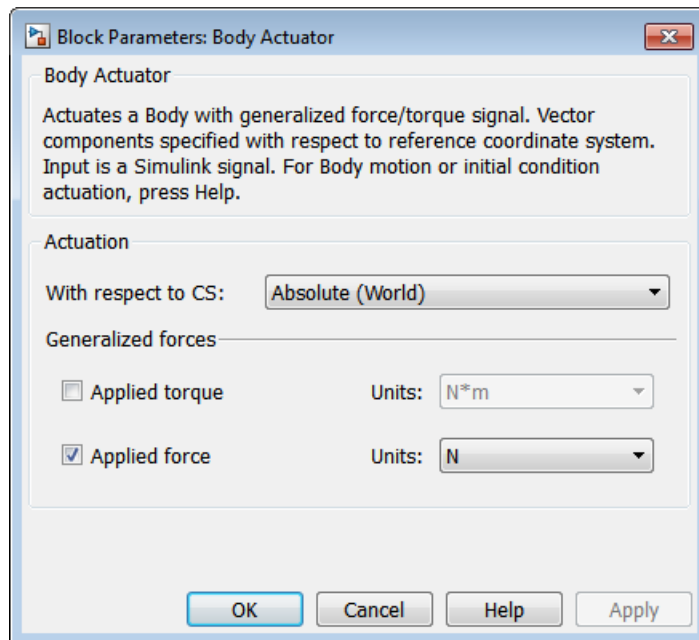 Block Parameters: Body Actuator
Body Actuator
Actuates a Body with generalized force/torque signal. Vector
components specified with respect to reference coordinate system.
Input is a Simulink signal. For Body motion or initial condition
actuation, press Help.
Actuation
With respect to CS: Absolute (World)
Generalized forces
Applied torque Units: N*m
Applied force Units: N
OK Cancel Help Apply